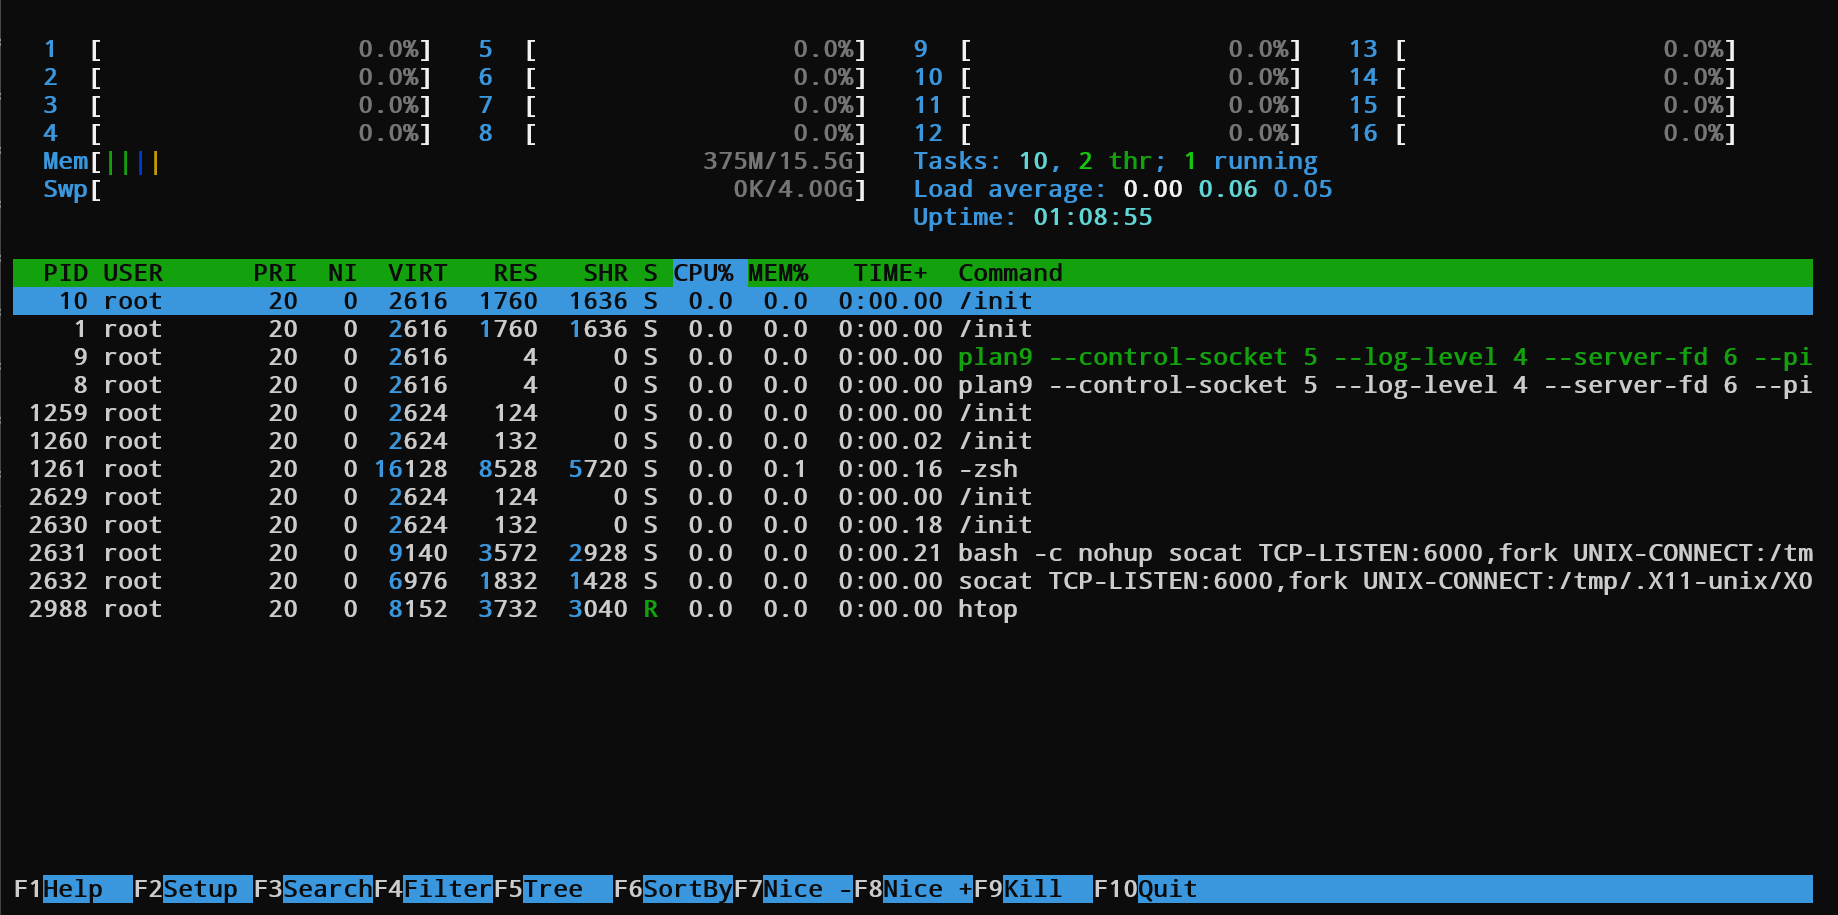 1 [ 0.0%] 5 [ 0.0%] 9 [ 0.0%] 13 [ 0.0%]
2 [ 0.0%] 6 [ 0.0%] 10 [ 0.0%] 14 [ 0.0%]
3 [ 0.0%] 7 [ 0.0%] 11 [ 0.0%] 15 [ 0.0%]
4 [ 0.0%] 8 [ 0.0%] 12 [ 0.0%] 16 [ 0.0%]
Mem[|||| 375M/15.5G] Tasks: 10, 2 thr; 1 running
Swp[ 0K/4.00G] Load average: 0.00 0.06 0.05
Uptime: 01:08:55
PID USER PRI NI VIRT RES SHR S CPU% MEM% TIME+ Command
10 root 20 0 2616 1760 1636 S 0.0 0.0 0:00.00 /init
1 root 20 0 2616 1760 1636 S 0.0 0.0 0:00.00 /init
9 root 20 0 2616 4 0 S 0.0 0.0 0:00.00 plan9 --control-socket 5 --log-level 4 --server-fd 6 --pi
8 root 20 0 2616 4 0 S 0.0 0.0 0:00.00 plan9 --control-socket 5 --log-level 4 --server-fd 6 --pi
1259 root 20 0 2624 124 0 S 0.0 0.0 0:00.00 /init
1260 root 20 0 2624 132 0 S 0.0 0.0 0:00.02 /init
1261 root 20 0 16128 8528 5720 S 0.0 0.1 0:00.16 -zsh
2629 root 20 0 2624 124 0 S 0.0 0.0 0:00.00 /init
2630 root 20 0 2624 132 0 S 0.0 0.0 0:00.18 /init
2631 root 20 0 9140 3572 2928 S 0.0 0.0 0:00.21 bash -c nohup socat TCP-LISTEN:6000,fork UNIX-CONNECT:/tm
2632 root 20 0 6976 1832 1428 S 0.0 0.0 0:00.00 socat TCP-LISTEN:6000,fork UNIX-CONNECT:/tmp/.X11-unix/X0
2988 root 20 0 8152 3732 3040 R 0.0 0.0 0:00.00 htop
F1Help F2Setup F3SearchF4FilterF5Tree F6SortByF7Nice -F8Nice +F9Kill F10Quit